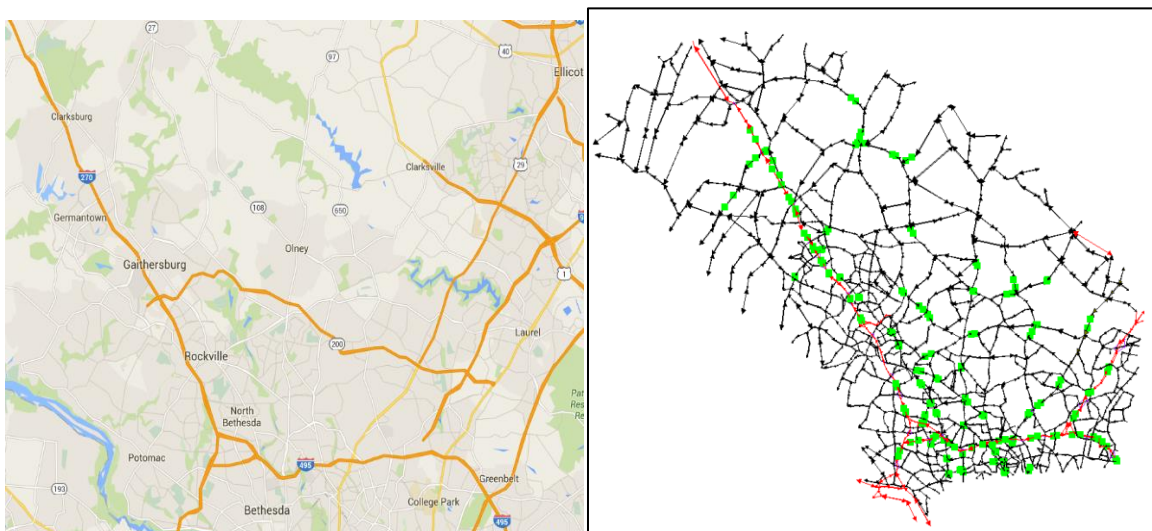 27
97
40
Ellicot
Clarksburg
Clarksville
29
270
Germantown
108
650
Olney
Gaithersburg
1
Laurel
200
Rockville
North
Bethesda
Potomac
495
193
Greenbelt
College Park
Bethesda
495